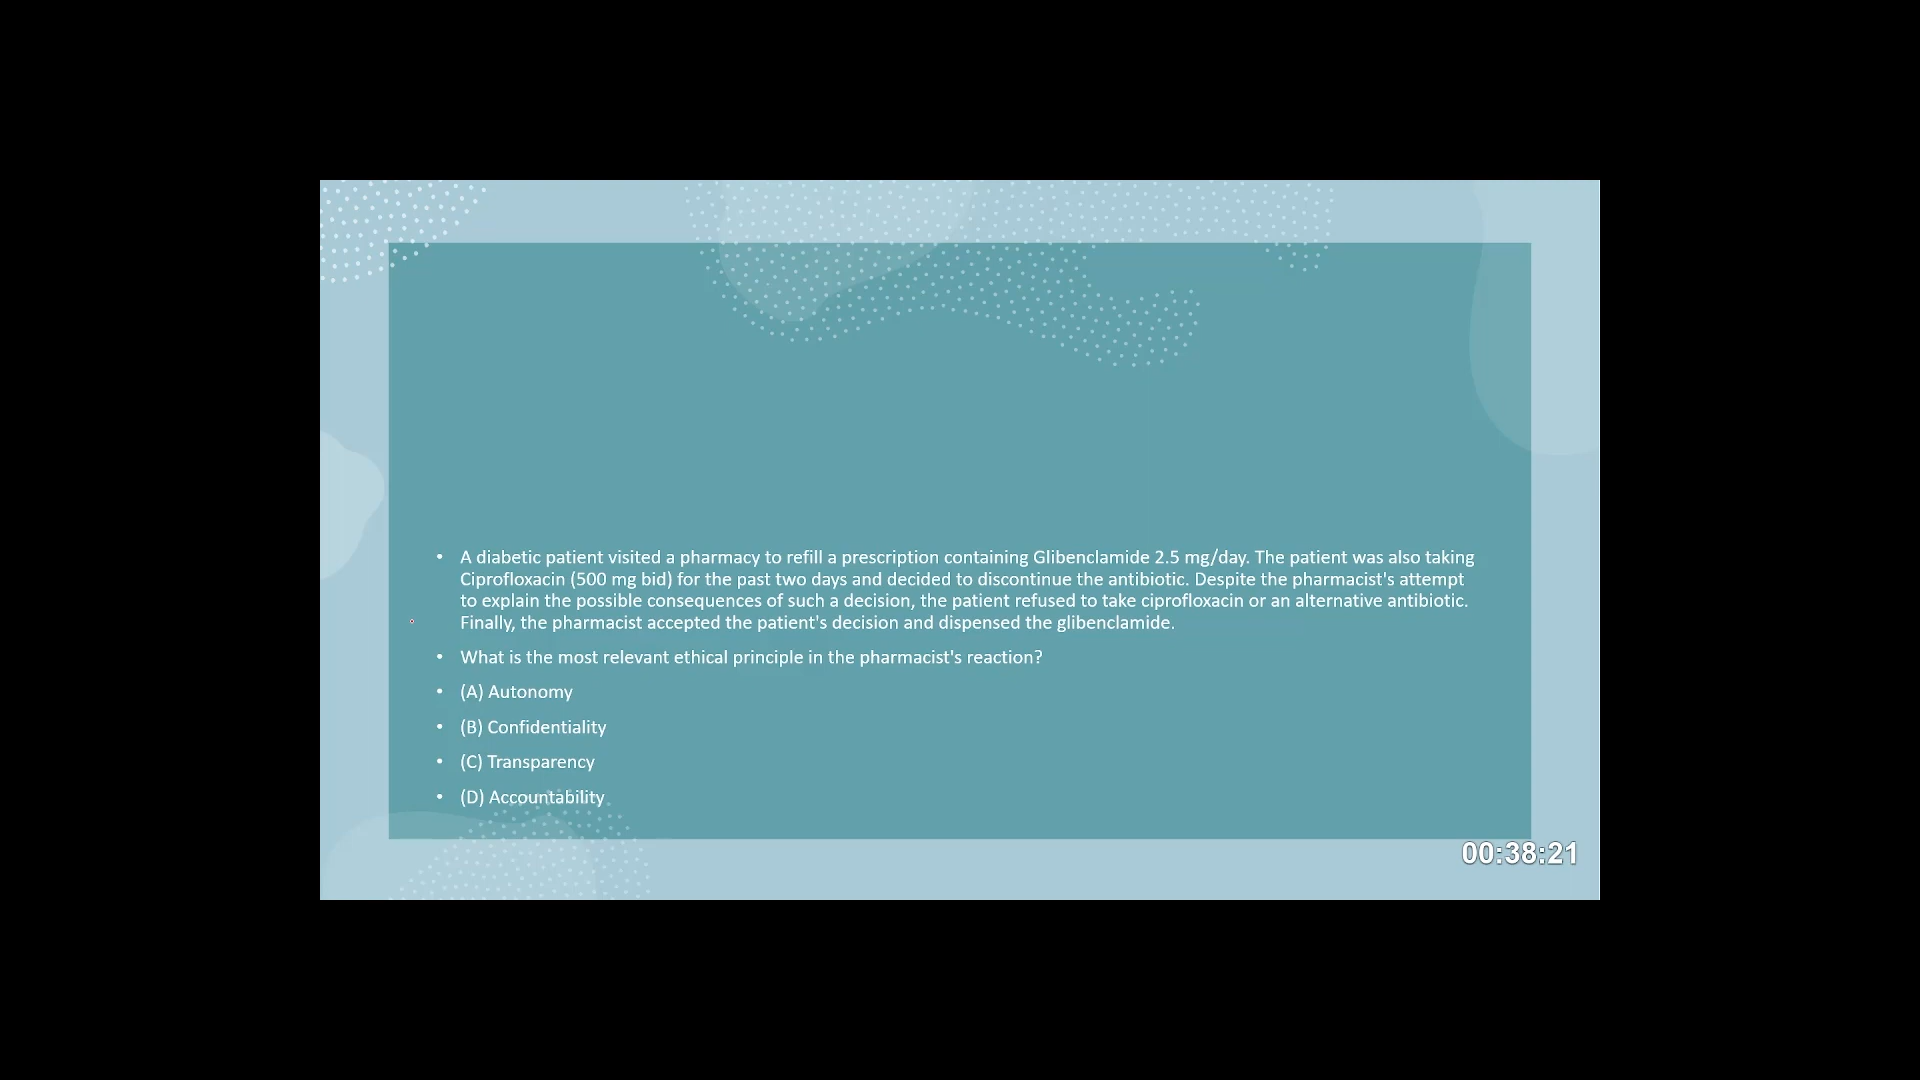 • A diabetic patient visited a pharmacy to refill a prescription containing Glibenclamide 2.5 mg/day. The patient was also taking
Ciprofloxacin (500 mg bid) for the past two days and decided to discontinue the antibiotic. Despite the pharmacist's attempt
to explain the possible consequences of such a decision, the patient refused to take ciprofloxacin or an alternative antibiotic.
Finally, the pharmacist accepted the patient's decision and dispensed the glibenclamide.
• What is the most relevant ethical principle in the pharmacist's reaction?
• (A) Autonomy
• (B) Confidentiality
• (C) Transparency
• (D) Accountability
00:38:21